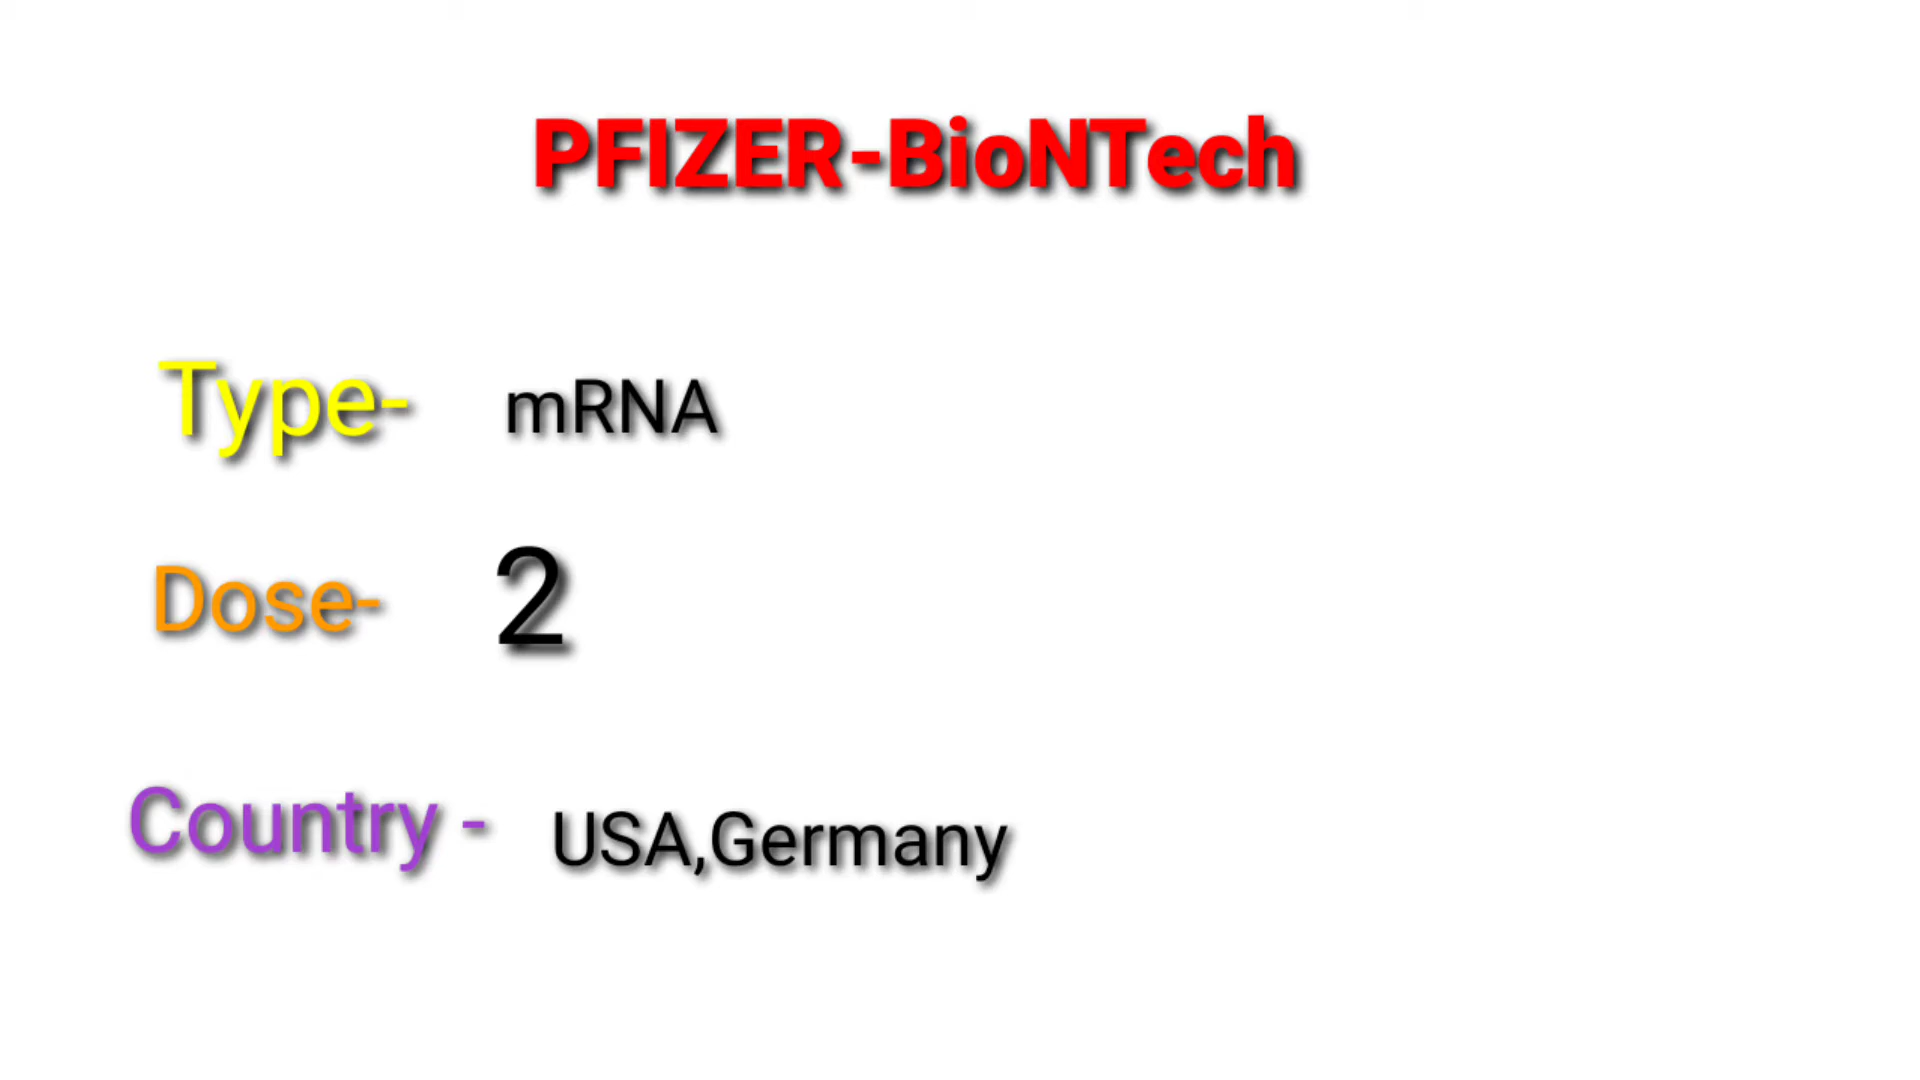 PFIZER-BioNTech
Type- mRNA
Dose- 2
Country - USA,Germany